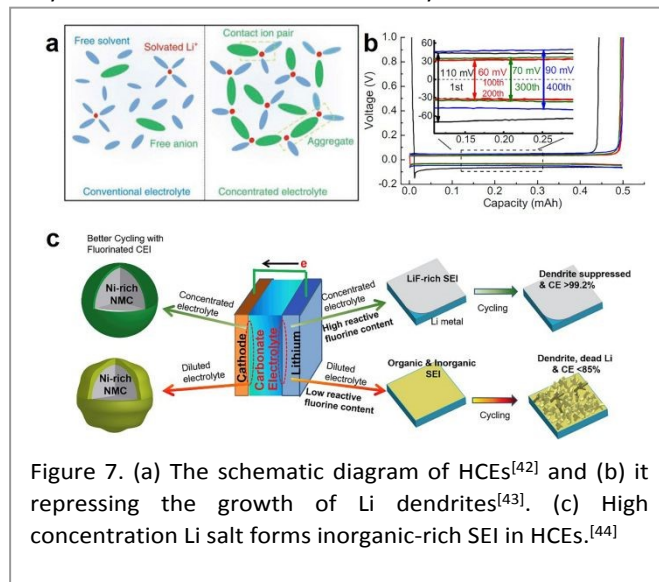 a
Free solvent
Solvated Li⁺
Free anion
Conventional electrolyte
Contact ion pair
Aggregate
Concentrated electrolyte
b
Voltage (V)
1.0
0.8
0.6
0.4
0.2
0.0
-0.2
60
30
0
-30
-60
110 mV
1st
60 mV
100th
200th
70 mV
300th
90 mV
400th
0.15
0.20
0.25
0.0
0.1
0.2
0.3
0.4
0.5
Capacity (mAh)
c
Better Cycling with
Fluorinated CEI
Ni-rich
NMC
Concentrated
electrolyte
Ni-rich
NMC
Diluted
electrolyte
e
Cathode
Carbonate
Electrolyte
Lithium
Concentrated
electrolyte
High reactive
fluorine content
Diluted
electrolyte
Low reactive
fluorine content
LiF-rich SEI
Li metal
Cycling
Dendrite suppressed
& CE >99.2%
Organic & Inorganic
SEI
Cycling
Dendrite, dead Li
& CE <85%
Figure 7. (a) The schematic diagram of HCEs[42] and (b) it
repressing the growth of Li dendrites[43]. (c) High
concentration Li salt forms inorganic-rich SEI in HCEs.[44]